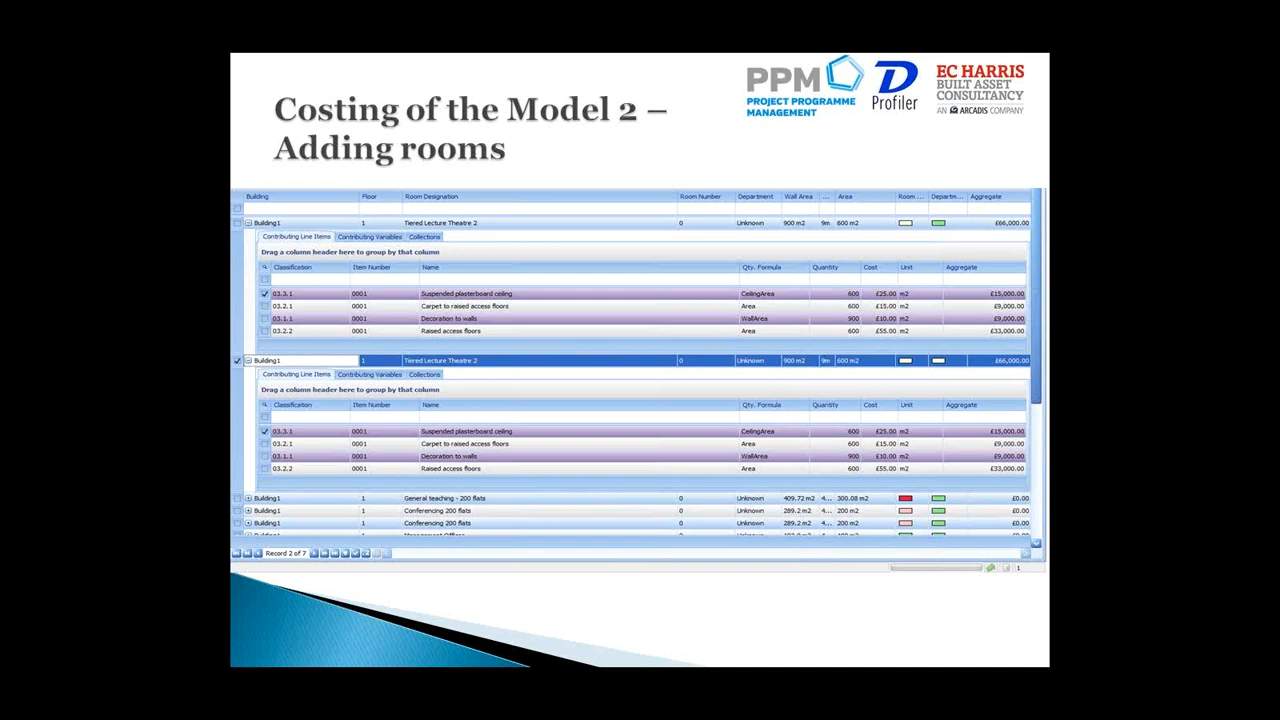 PPM
PROJECT PROGRAMME
MANAGEMENT
D
Profiler
EC HARRIS
BUILT ASSET
CONSULTANCY
AN ARCADIS COMPANY
Costing of the Model 2 –
Adding rooms
Building Floor Room Designation Room Number Department Wall Area ... Area Room ... Departm... Aggregate
Building1 1 Tiered Lecture Theatre 2 0 Unknown 900 m2 9m 600 m2 £66,000.00
Contributing Line Items Contributing Variables Collections
Drag a column header here to group by that column
Classification Item Number Name Qty. Formula Quantity Cost Unit Aggregate
03.3.1 0001 Suspended plasterboard ceiling CeilingArea 600 £25.00 m2 £15,000.00
03.2.1 0001 Carpet to raised access floors Area 600 £15.00 m2 £9,000.00
03.1.1 0001 Decoration to walls WallArea 900 £10.00 m2 £9,000.00
03.2.2 0001 Raised access floors Area 600 £55.00 m2 £33,000.00
Building1 1 Tiered Lecture Theatre 2 0 Unknown 900 m2 9m 600 m2 £66,000.00
Contributing Line Items Contributing Variables Collections
Drag a column header here to group by that column
Classification Item Number Name Qty. Formula Quantity Cost Unit Aggregate
03.3.1 0001 Suspended plasterboard ceiling CeilingArea 600 £25.00 m2 £15,000.00
03.2.1 0001 Carpet to raised access floors Area 600 £15.00 m2 £9,000.00
03.1.1 0001 Decoration to walls WallArea 900 £10.00 m2 £9,000.00
03.2.2 0001 Raised access floors Area 600 £55.00 m2 £33,000.00
Building1 1 General teaching - 200 flats 0 Unknown 409.72 m2 4... 300.08 m2 £0.00
Building1 1 Conferencing 200 flats 0 Unknown 289.2 m2 4... 200 m2 £0.00
Building1 1 Conferencing 200 flats 0 Unknown 289.2 m2 4... 200 m2 £0.00
Record 2 of 7
1